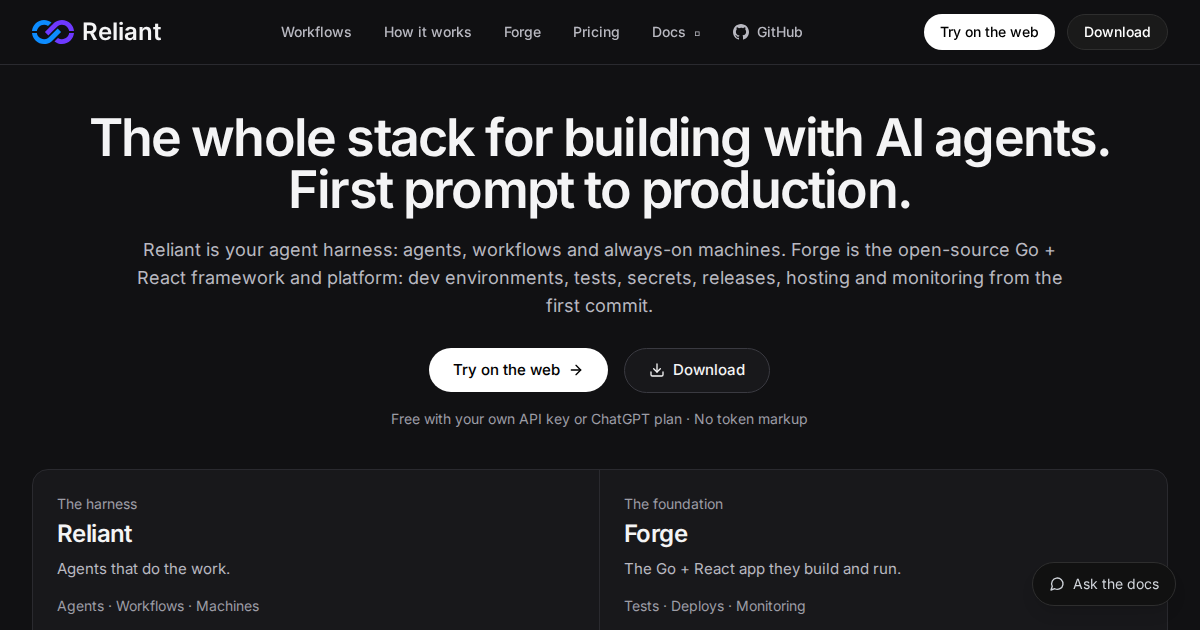 Reliant
Workflows
How it works
Forge
Pricing
Docs
GitHub
Try on the web
Download
The whole stack for building with AI agents.
First prompt to production.
Reliant is your agent harness: agents, workflows and always-on machines. Forge is the open-source Go +
React framework and platform: dev environments, tests, secrets, releases, hosting and monitoring from the
first commit.
Try on the web →
Download
Free with your own API key or ChatGPT plan · No token markup
The harness
Reliant
Agents that do the work.
Agents · Workflows · Machines
The foundation
Forge
The Go + React app they build and run.
Tests · Deploys · Monitoring
Ask the docs